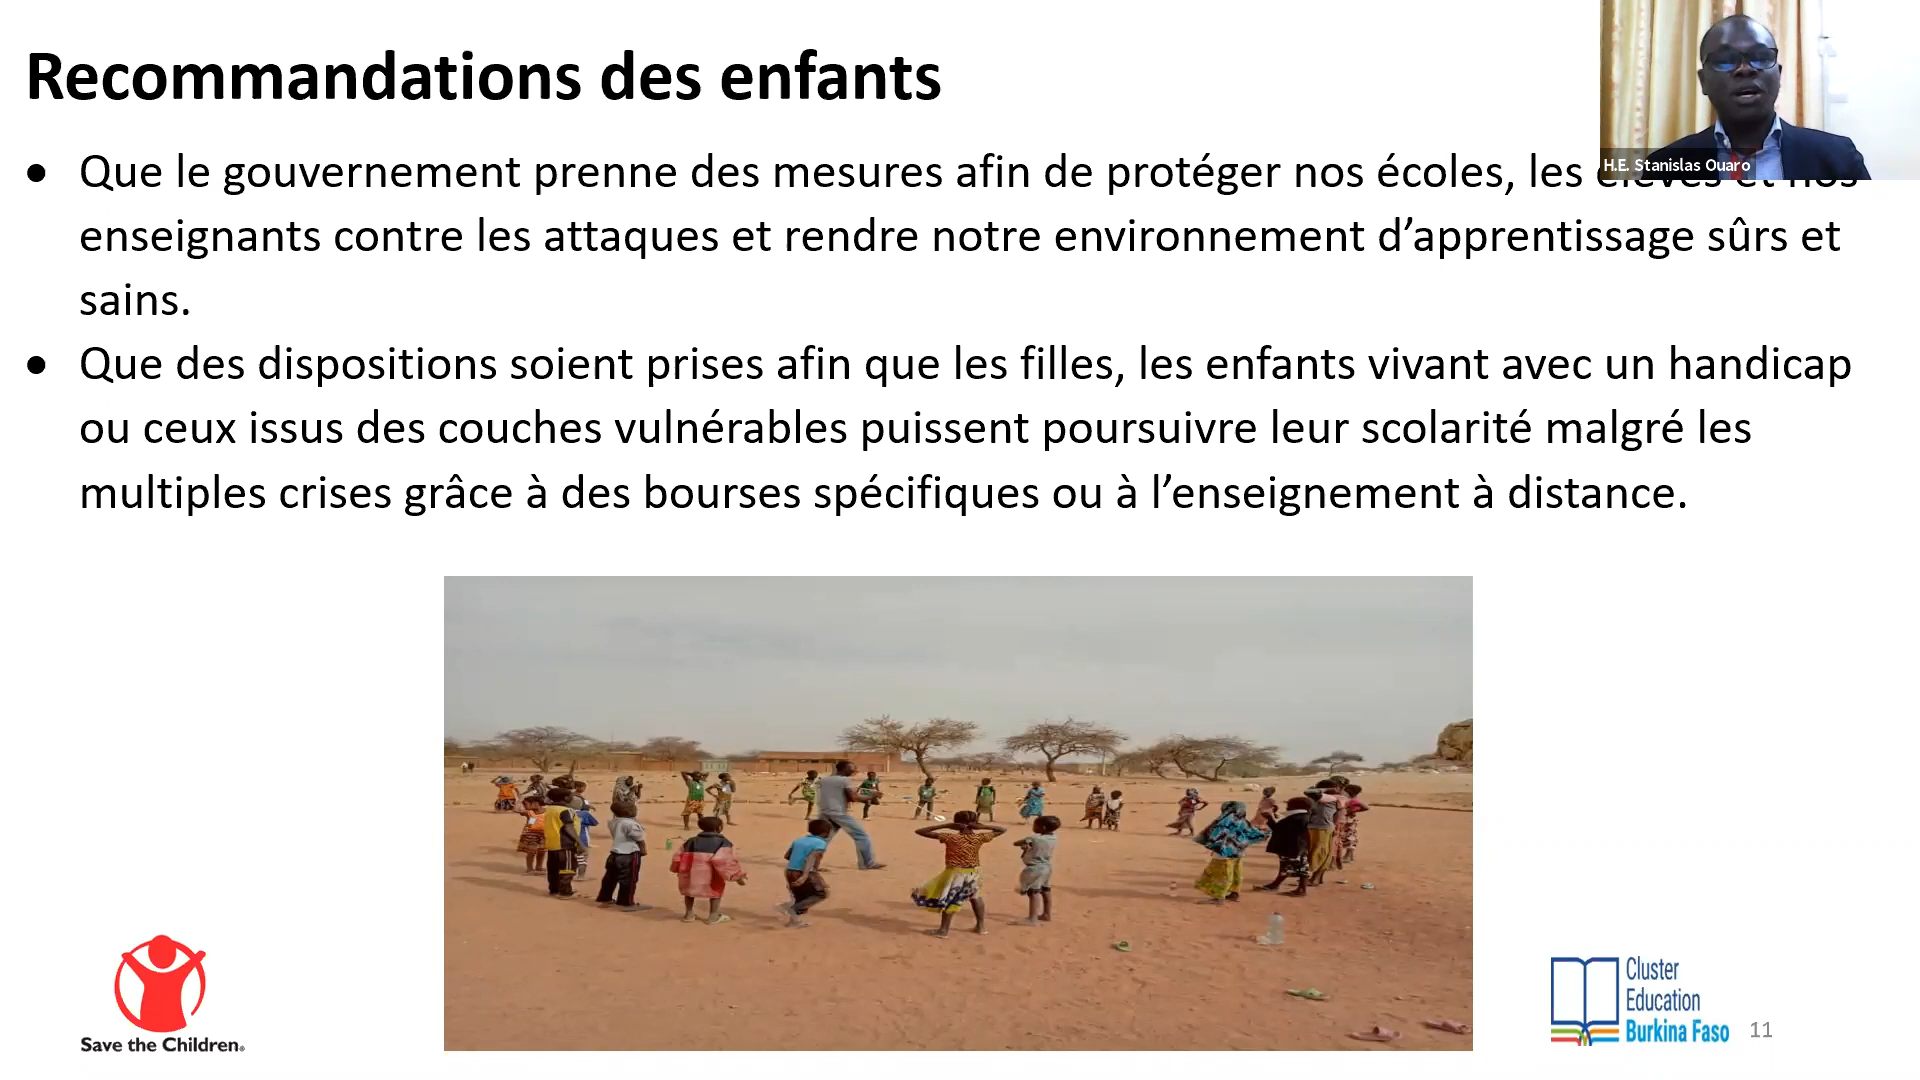 Recommandations des enfants
H.E. Stanislas Ouaro
• Que le gouvernement prenne des mesures afin de protéger nos écoles, les élèves et nos
enseignants contre les attaques et rendre notre environnement d’apprentissage sûrs et
sains.
• Que des dispositions soient prises afin que les filles, les enfants vivant avec un handicap
ou ceux issus des couches vulnérables puissent poursuivre leur scolarité malgré les
multiples crises grâce à des bourses spécifiques ou à l’enseignement à distance.
Save the Children®
Cluster
Education
Burkina Faso
11